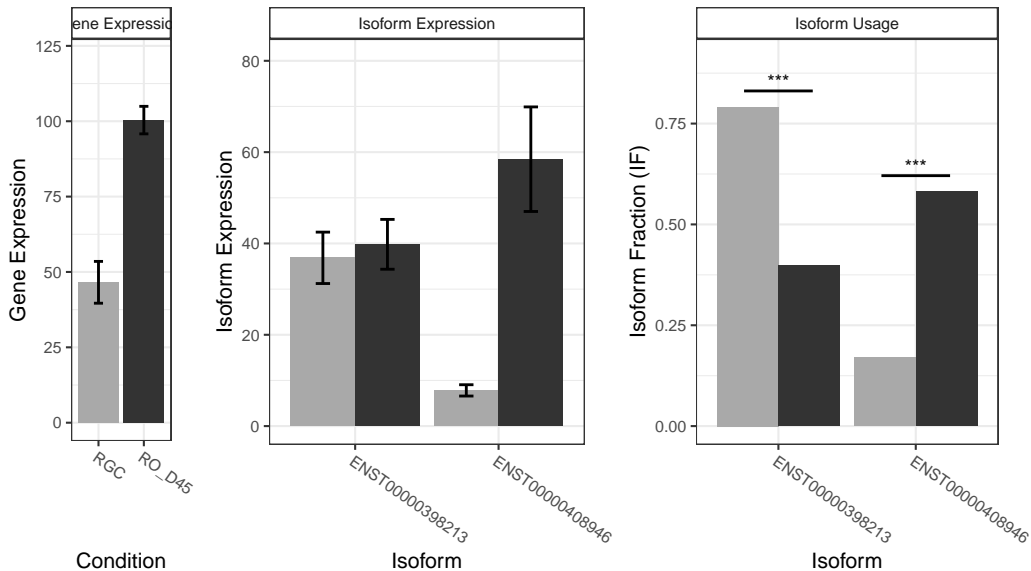 ene Expressio
Gene Expression
125
100
75
50
25
0
RGC
RO_D45
Condition
Isoform Expression
Isoform Expression
80
60
40
20
0
ENST00000398213
ENST00000408946
Isoform
Isoform Usage
Isoform Fraction (IF)
0.75
0.50
0.25
0.00
***
***
ENST00000398213
ENST00000408946
Isoform